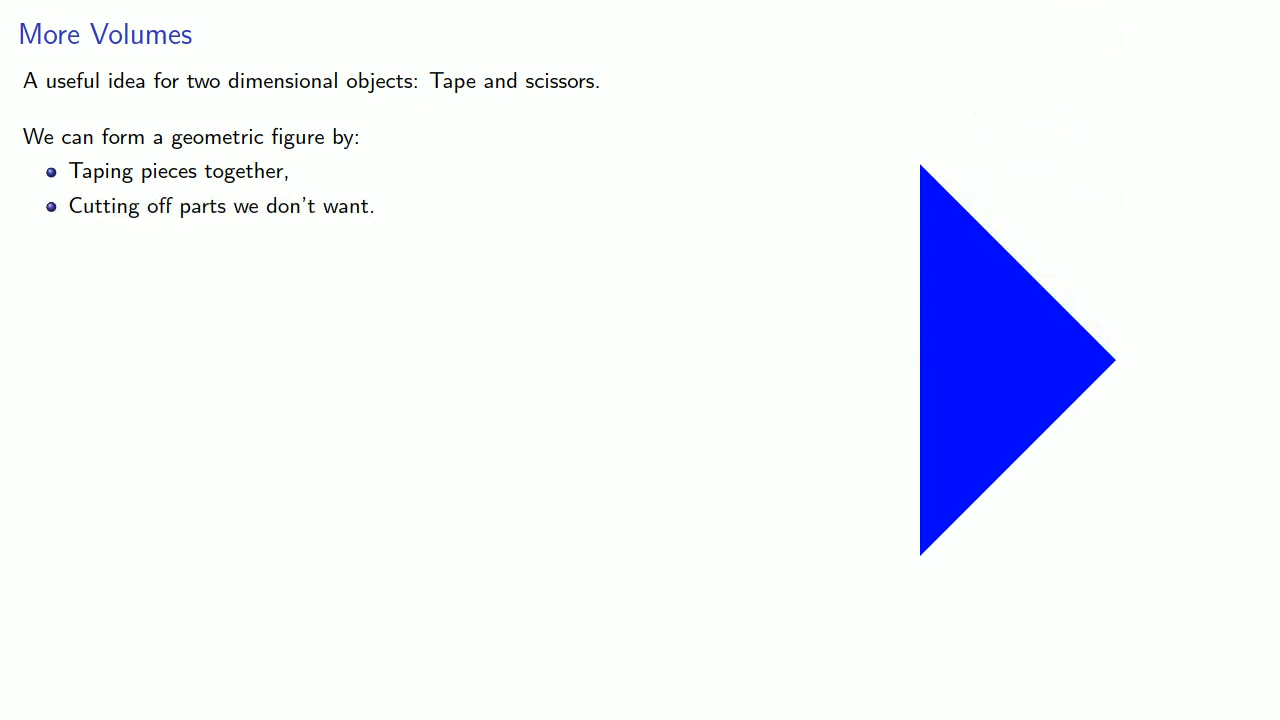 More Volumes
A useful idea for two dimensional objects: Tape and scissors.
We can form a geometric figure by:
Taping pieces together,
Cutting off parts we don't want.